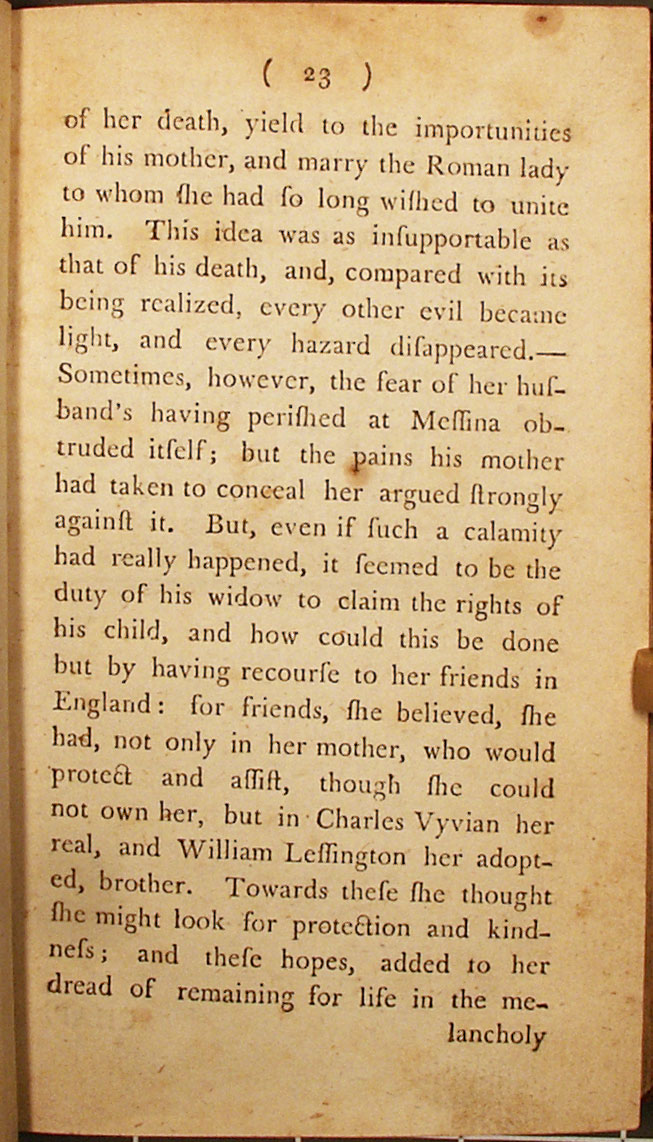 ( 23 )
of her death, yield to the importunities
of his mother, and marry the Roman lady
to whom ſhe had ſo long wiſhed to unite
him. This idea was as inſupportable as
that of his death, and, compared with its
being realized, every other evil became
light, and every hazard diſappeared.—
Sometimes, however, the fear of her huſ-
band's having periſhed at Meſſina ob-
truded itſelf; but the pains his mother
had taken to conceal her argued ſtrongly
againſt it. But, even if ſuch a calamity
had really happened, it ſeemed to be the
duty of his widow to claim the rights of
his child, and how could this be done
but by having recourſe to her friends in
England: for friends, ſhe believed, ſhe
had, not only in her mother, who would
protect and aſſiſt, though ſhe could
not own her, but in Charles Vyvian her
real, and William Leſſington her adopt-
ed, brother. Towards theſe ſhe thought
ſhe might look for protection and kind-
neſs; and theſe hopes, added to her
dread of remaining for life in the me-
lancholy